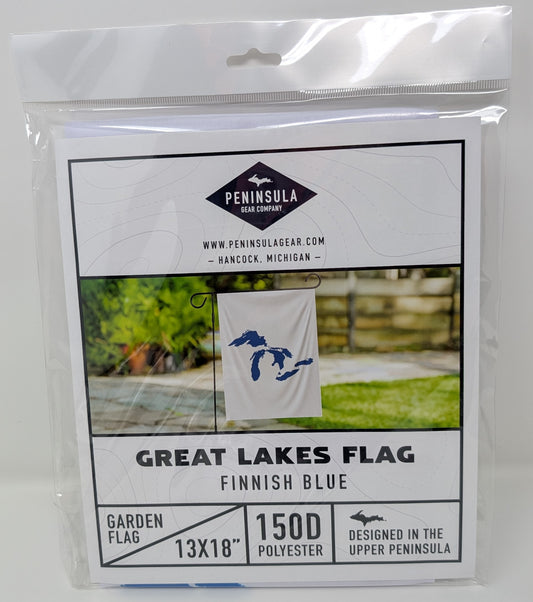 PENINSULA
GEAR COMPANY
WWW.PENINSULAGEAR.COM
– HANCOCK, MICHIGAN –
GREAT LAKES FLAG
FINNISH BLUE
GARDEN
FLAG
13X18"
150D
POLYESTER
DESIGNED IN THE
UPPER PENINSULA